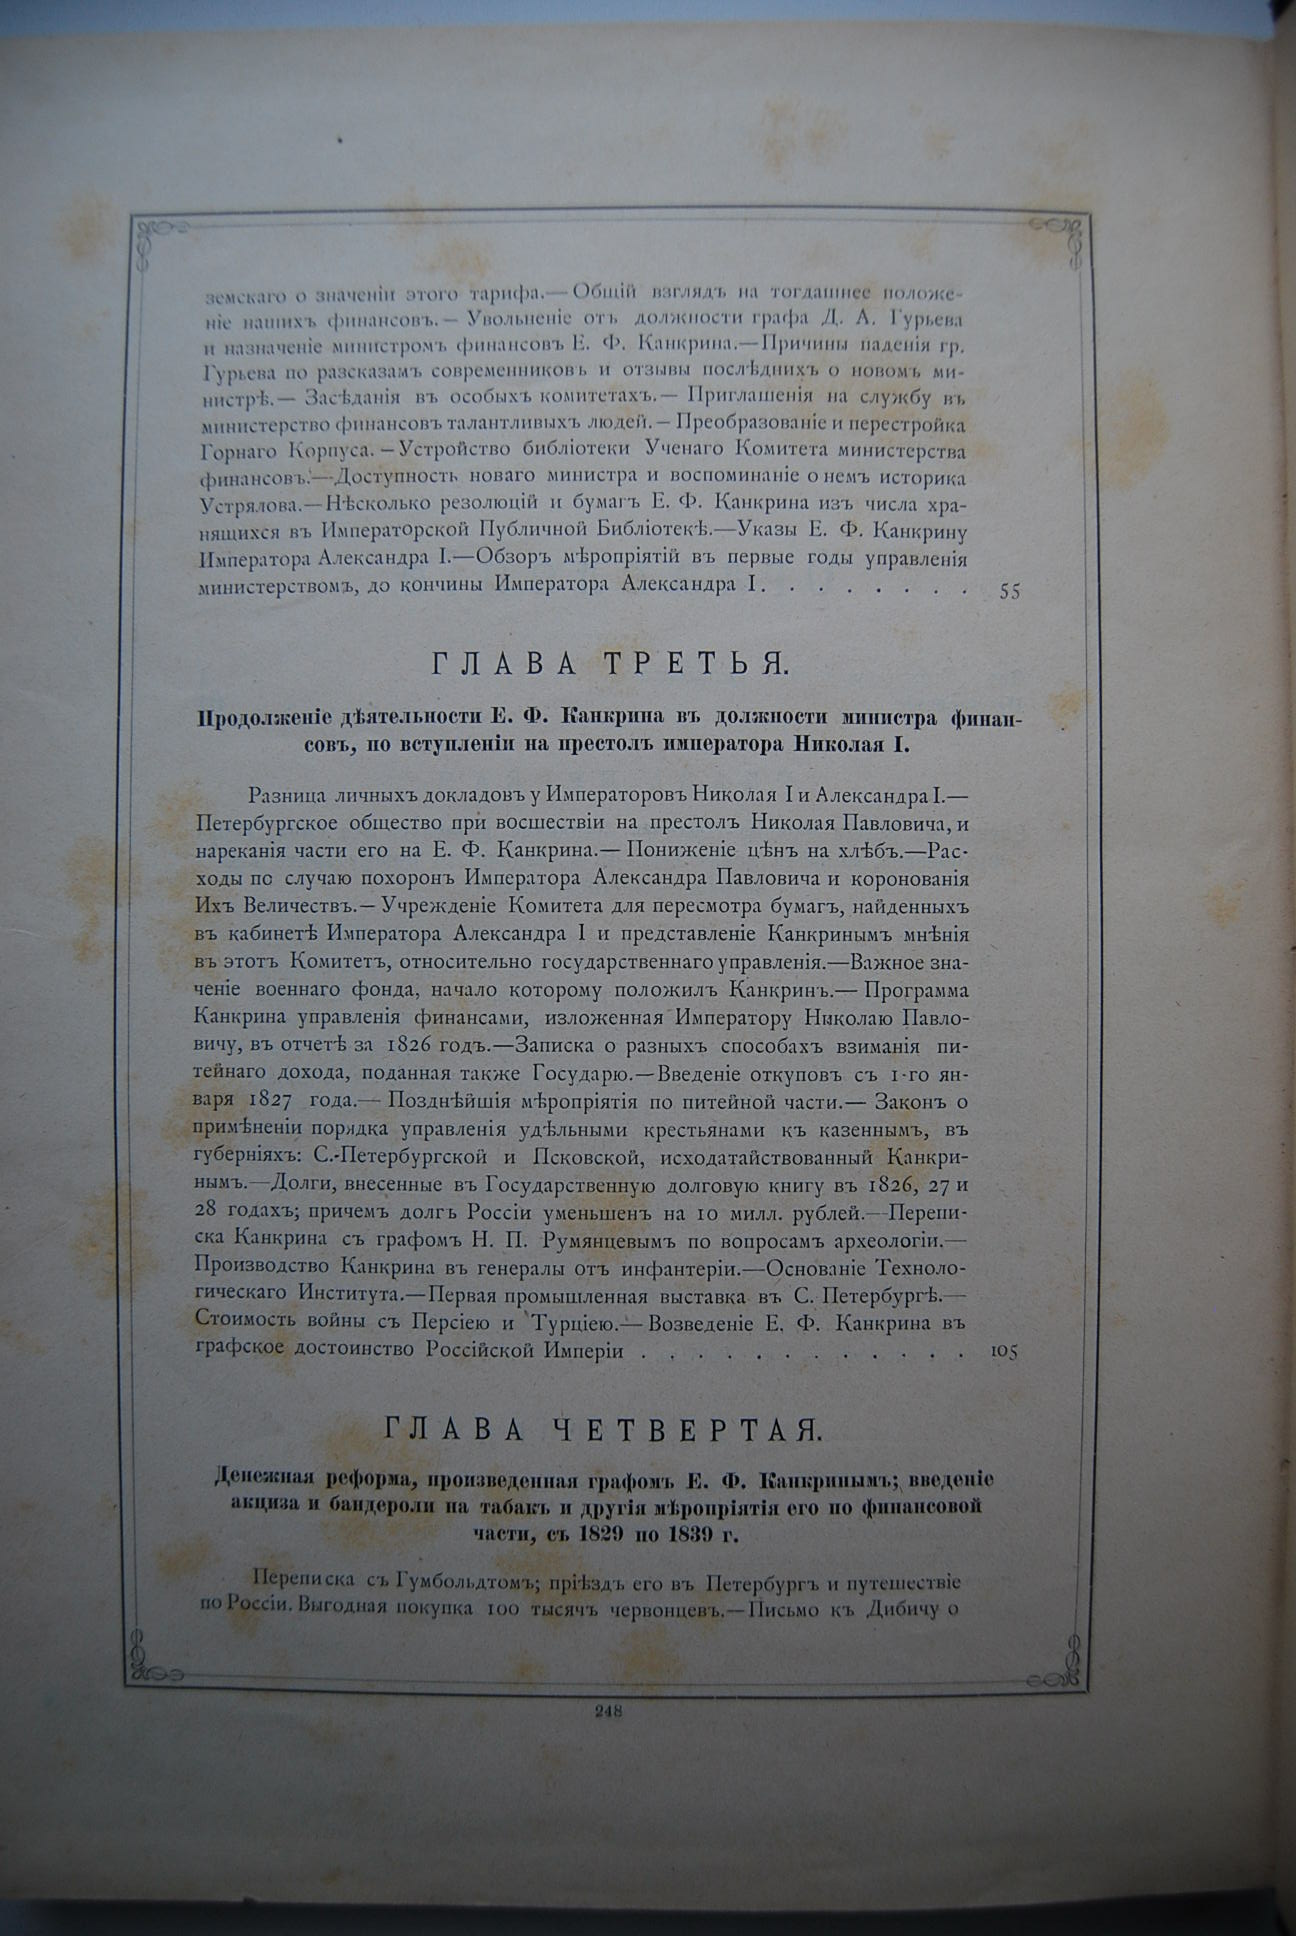 земскаго о значеніи этого тарифа.— Общій взглядъ на тогдашнее положе-
ніе нашихъ финансовъ. — Увольненіе отъ должности графа Д. А. Гурьева
и назначеніе министромъ финансовъ Е. Ф. Канкрина.—Причины паденія гр.
Гурьева по разсказамъ современниковъ и отзывы послѣднихъ о новомъ ми-
нистрѣ.— Засѣданія въ особыхъ комитетахъ.— Приглашенія на службу въ
министерство финансовъ талантливыхъ людей. — Преобразованіе и перестройка
Горнаго Корпуса. — Устройство библіотеки Ученаго Комитета министерства
финансовъ.—Доступность новаго министра и воспоминаніе о немъ историка
Устрялова.—Нѣсколько резолюцій и бумагъ Е. Ф. Канкрина изъ числа хра-
нящихся въ Императорской Публичной Библіотекѣ.—Указы Е. Ф. Канкрину
Императора Александра I.—Обзоръ мѣропріятій въ первые годы управленія
министерствомъ, до кончины Императора Александра I. . . . . . . . 55
ГЛАВА ТРЕТЬЯ.
Продолженіе дѣятельности Е. Ф. Канкрина въ должности министра финан-
совъ, по вступленіи на престолъ императора Николая I.
Разница личныхъ докладовъ у Императоровъ Николая I и Александра I.—
Петербургское общество при восшествіи на престолъ Николая Павловича, и
нареканія части его на Е. Ф. Канкрина.— Пониженіе цѣнъ на хлѣбъ.—Рас-
ходы по случаю похоронъ Императора Александра Павловича и коронованія
Ихъ Величествъ.— Учрежденіе Комитета для пересмотра бумагъ, найденныхъ
въ кабинетѣ Императора Александра I и представленіе Канкринымъ мнѣнія
въ этотъ Комитетъ, относительно государственнаго управленія.—Важное зна-
ченіе военнаго фонда, начало которому положилъ Канкринъ.— Программа
Канкрина управленія финансами, изложенная Императору Николаю Павло-
вичу, въ отчетѣ за 1826 годъ.—Записка о разныхъ способахъ взиманія пи-
тейнаго дохода, поданная также Государю.—Введеніе откуповъ съ 1-го ян-
варя 1827 года.— Позднѣйшія мѣропріятія по питейной части.— Законъ о
примѣненіи порядка управленія удѣльными крестьянами къ казеннымъ, въ
губерніяхъ: С.-Петербургской и Псковской, исходатайствованный Канкри-
нымъ.—Долги, внесенные въ Государственную долговую книгу въ 1826, 27 и
28 годахъ; причемъ долгъ Россіи уменьшенъ на 10 милл. рублей.—Перепи-
ска Канкрина съ графомъ Н. П. Румянцевымъ по вопросамъ археологіи.—
Производство Канкрина въ генералы отъ инфантеріи.—Основаніе Техноло-
гическаго Института.—Первая промышленная выставка въ С. Петербургѣ.—
Стоимость войны съ Персіею и Турціею.— Возведеніе Е. Ф. Канкрина въ
графское достоинство Россійской Имперіи . . . . . . . . . . . . 105
ГЛАВА ЧЕТВЕРТАЯ.
Денежная реформа, произведенная графомъ Е. Ф. Канкринымъ; введеніе
акциза и бандероли на табакъ и другія мѣропріятія его по финансовой
части, съ 1829 по 1839 г.
Переписка съ Гумбольдтомъ; пріѣздъ его въ Петербургъ и путешествіе
по Россіи. Выгодная покупка 100 тысячъ червонцевъ.—Письмо къ Дибичу о
248